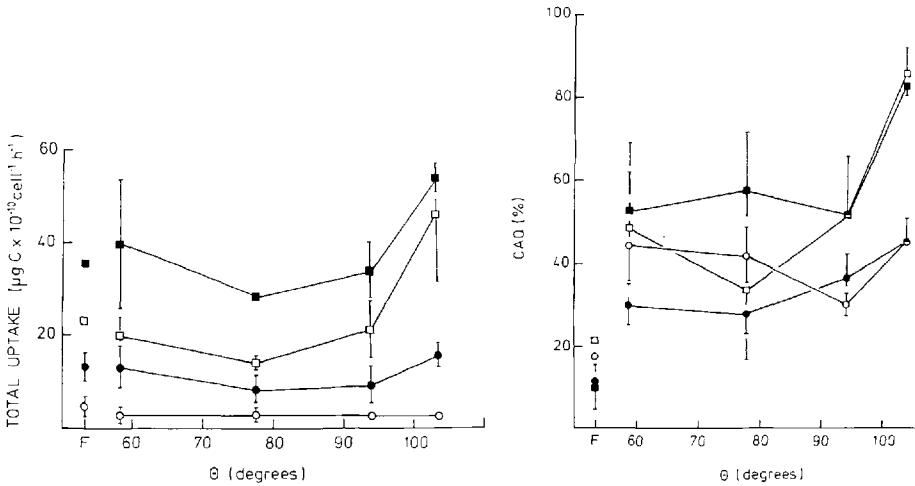 TOTAL UPTAKE (µg C × 10⁻¹⁰ cell⁻¹ h⁻¹)
60
40
20
F 60 70 80 90 100
Θ (degrees)
CAQ (%)
100
80
60
40
20
F 60 70 80 90 100
Θ (degrees)